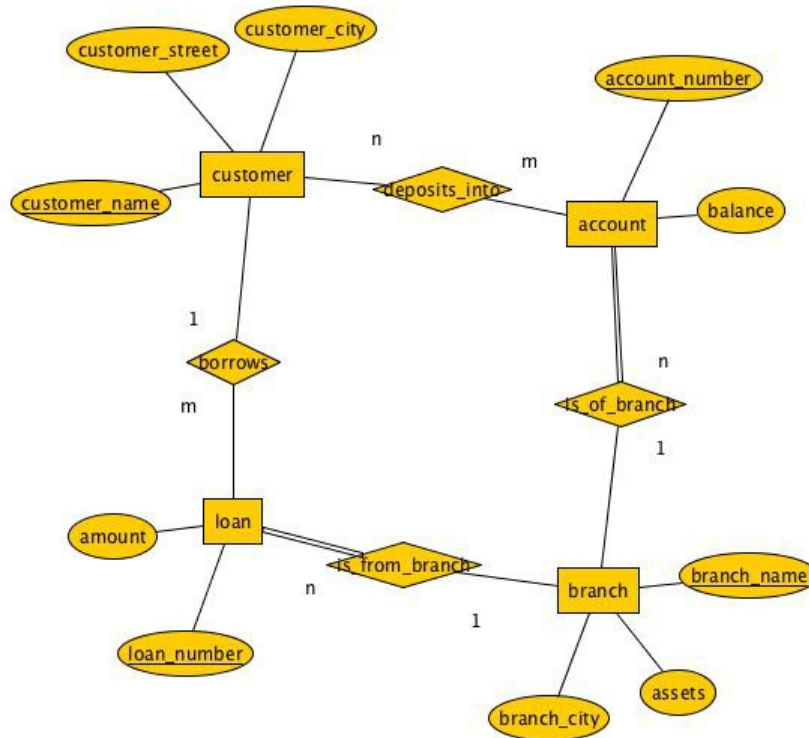 customer_city
customer_street
account_number
n
m
customer
deposits_into
customer_name
balance
account
1
borrows
n
m
is_of_branch
1
loan
amount
is_from_branch
branch_name
n
branch
1
loan_number
assets
branch_city